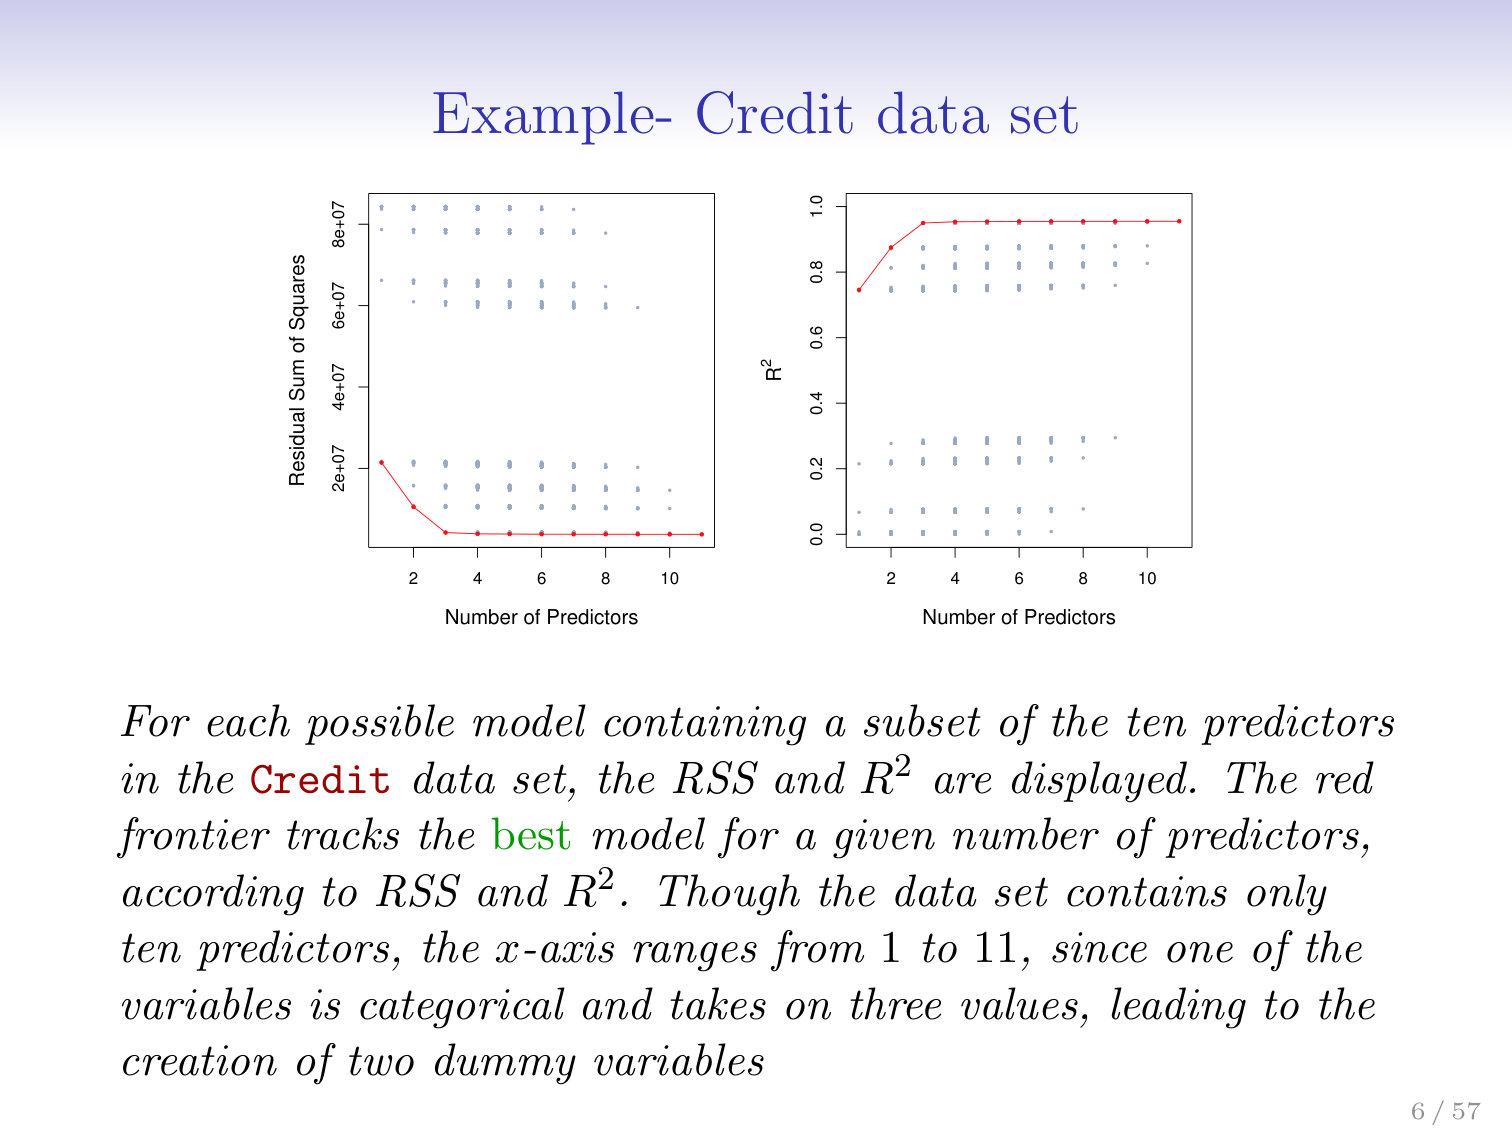 Example- Credit data set
Residual Sum of Squares
8e+07
6e+07
4e+07
2e+07
2 4 6 8 10
Number of Predictors
R²
1.0
0.8
0.6
0.4
0.2
0.0
2 4 6 8 10
Number of Predictors
For each possible model containing a subset of the ten predictors
in the Credit data set, the RSS and R² are displayed. The red
frontier tracks the best model for a given number of predictors,
according to RSS and R². Though the data set contains only
ten predictors, the x-axis ranges from 1 to 11, since one of the
variables is categorical and takes on three values, leading to the
creation of two dummy variables
6 / 57